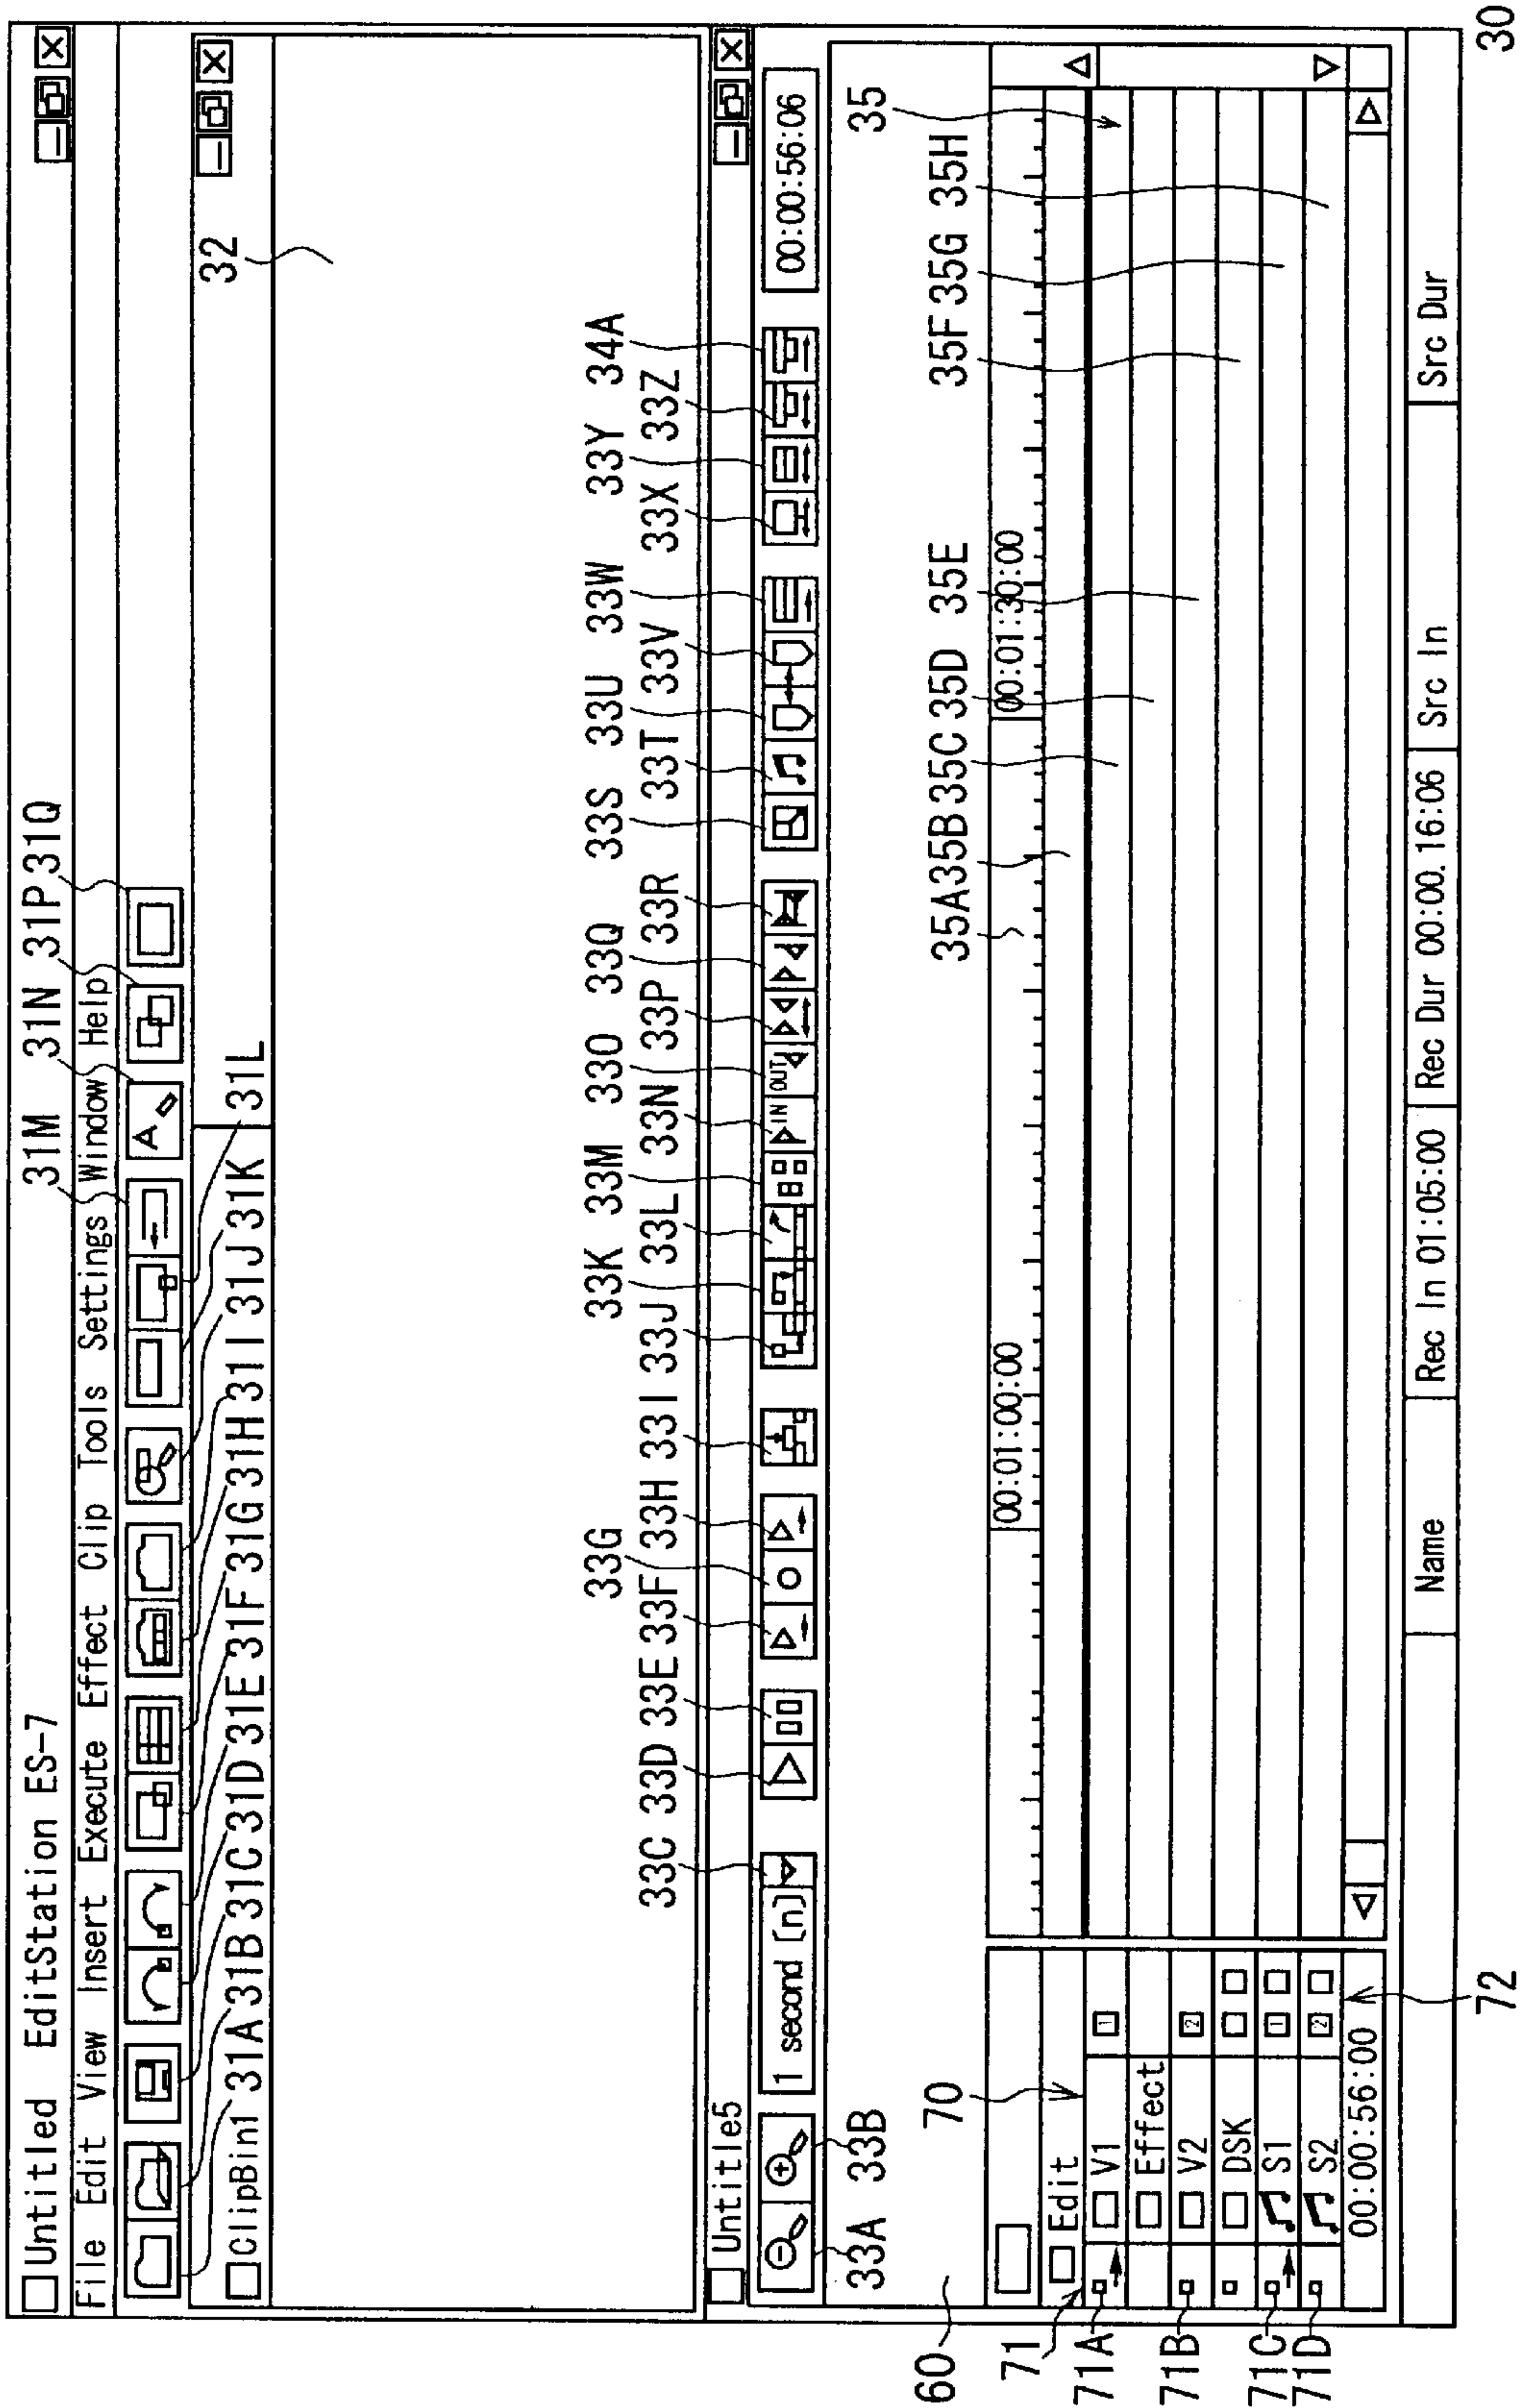 Untitled EditStation ES-7
File Edit View Insert Execute Effect Clip Tools Settings Window Help
31M 31N 31P 31Q
ClipBin1
31A 31B 31C 31D 31E 31F 31G 31H 31I 31J 31K 31L
32
33G 33K 33M 33O 33Q 33S 33U 33W 33Y 34A
33C 33D 33E 33F 33H 33I 33J 33L 33N 33P 33R 33T 33V 33X 33Z
Untitle5
1 second (n)
IN OUT
00:00:56:06
33A 33B
35
60
70
35A 35B 35C 35D 35E 35F 35G 35H
00:01:00:00 00:01:30:00
71
Edit
71A
V1 1
Effect
71B
V2 2
DSK
71C
S1 1
71D
S2 2
00:00:56:00
72
Name Rec In 01:05:00 Rec Dur 00:00.16:06 Src In Src Dur
30